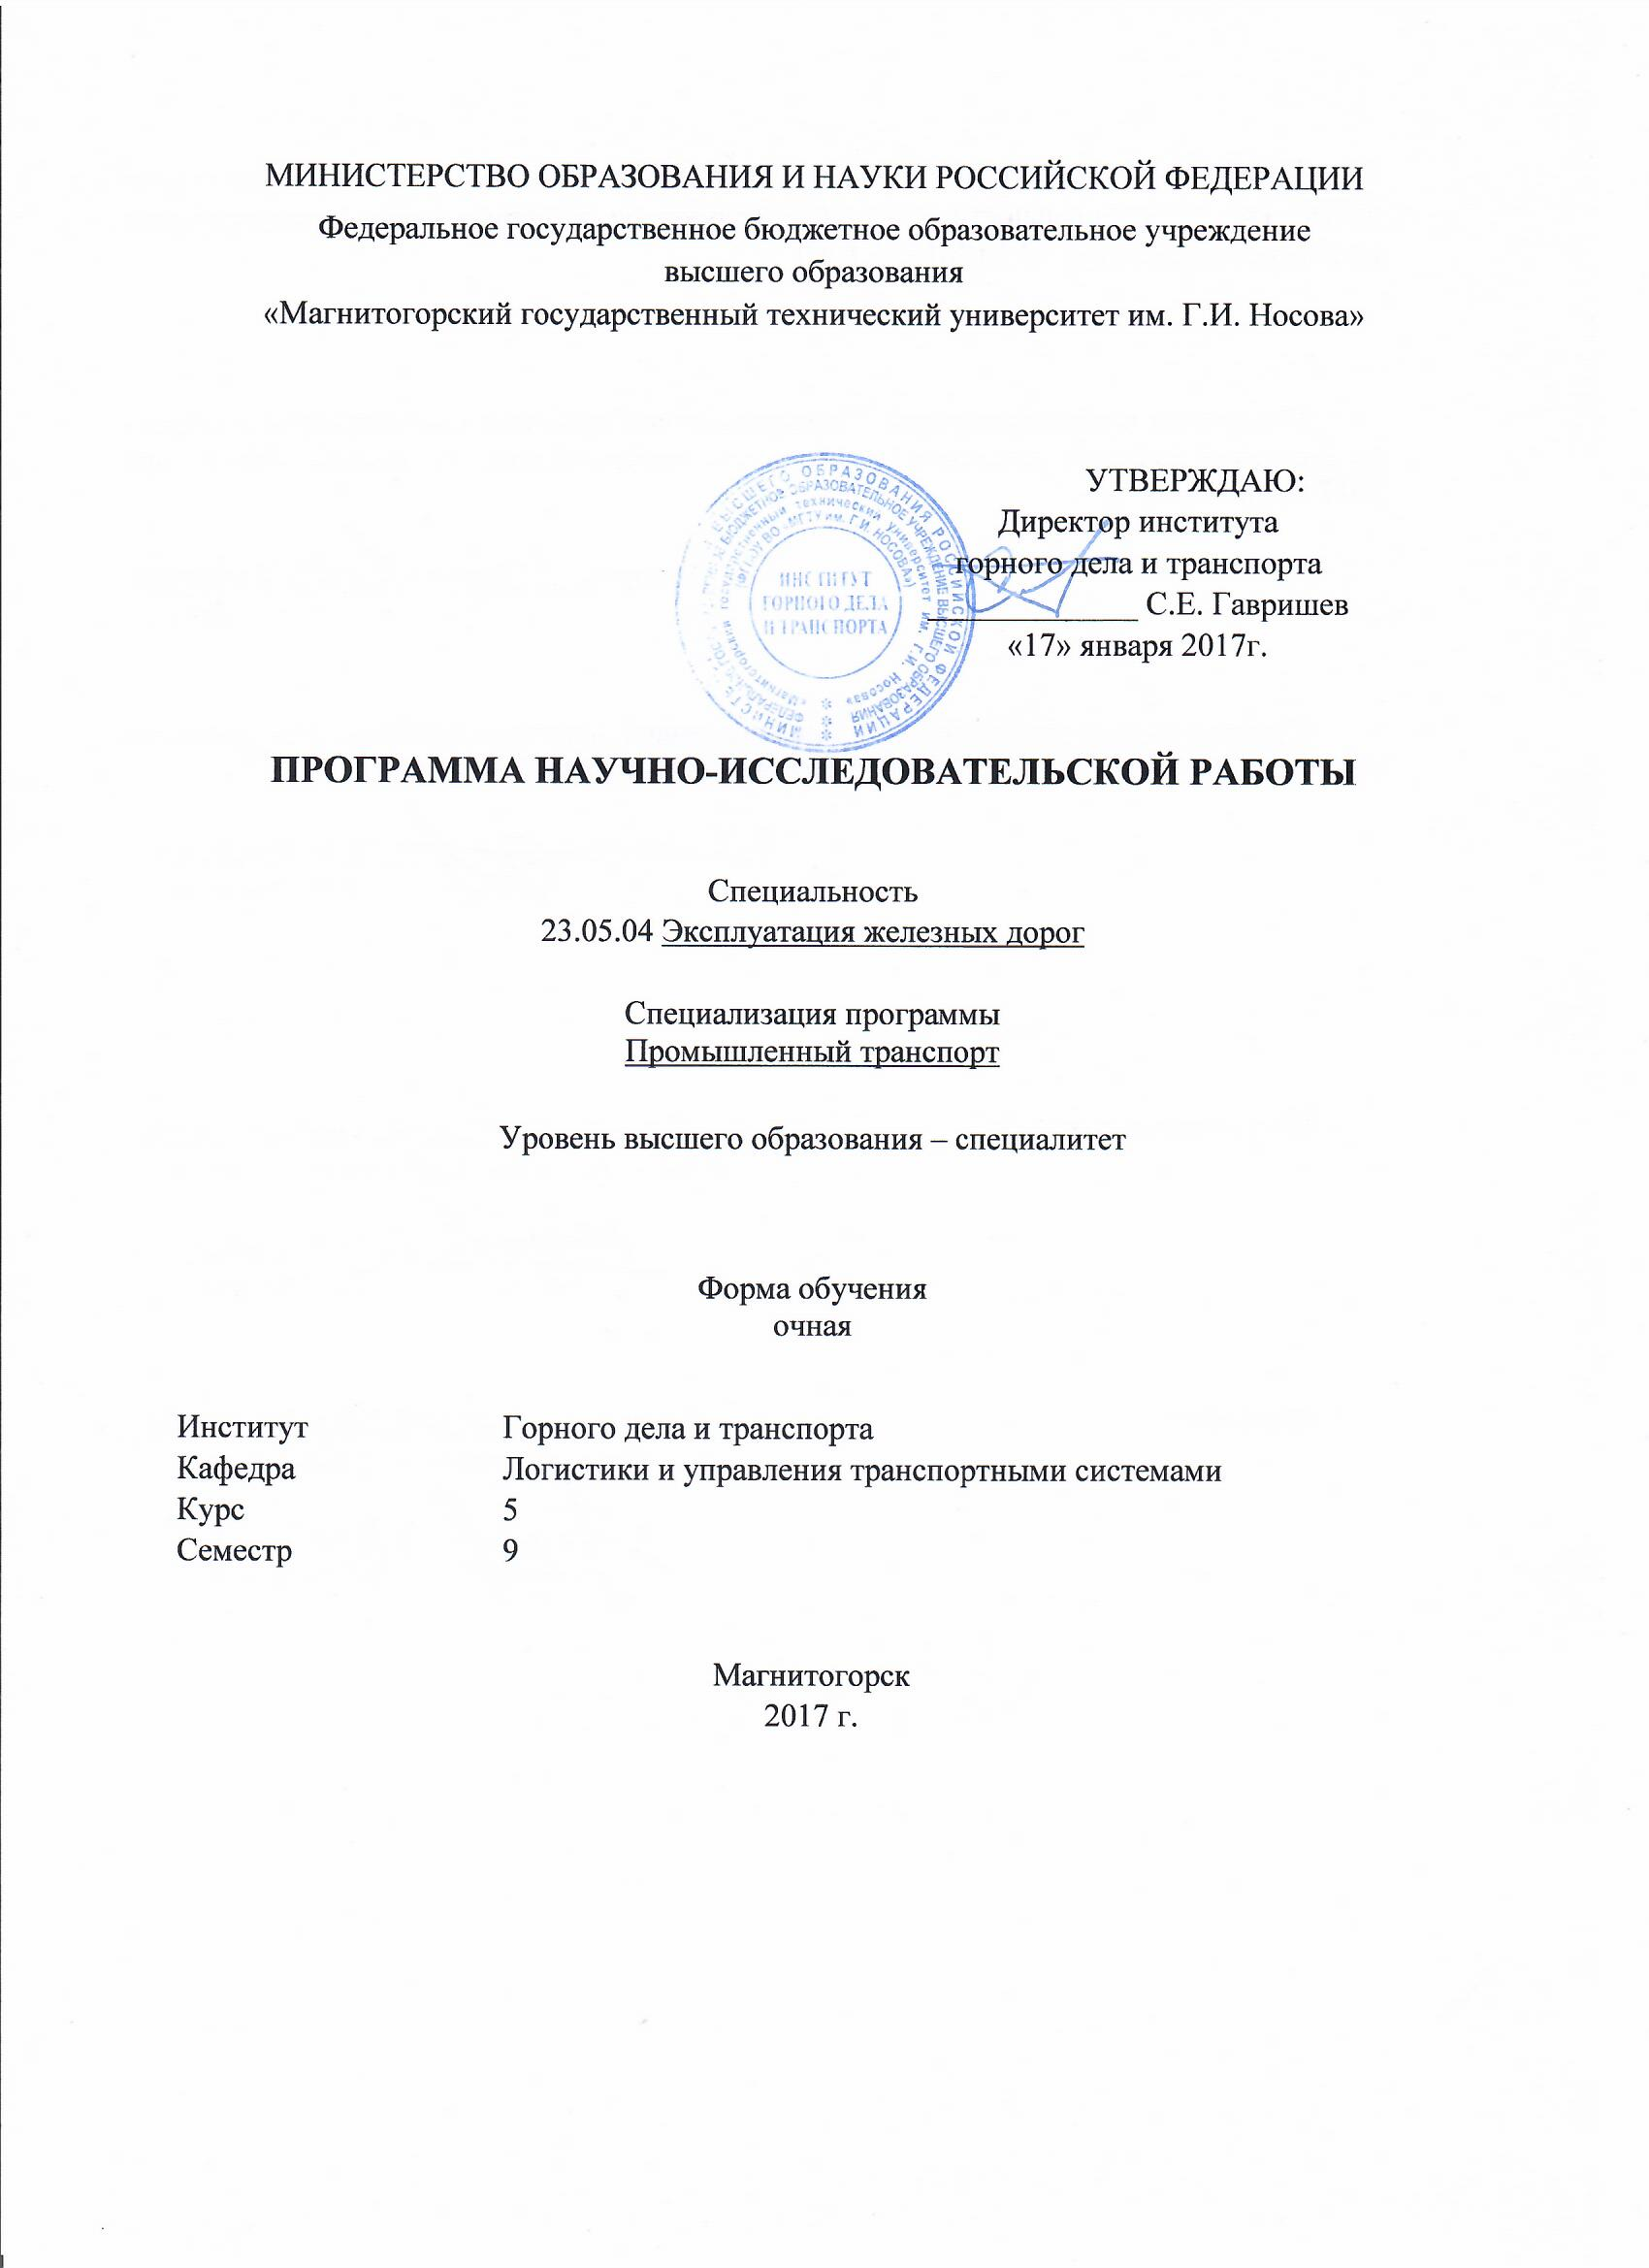 МИНИСТЕРСТВО ОБРАЗОВАНИЯ И НАУКИ РОССИЙСКОЙ ФЕДЕРАЦИИ
Федеральное государственное бюджетное образовательное учреждение
высшего образования
«Магнитогорский государственный технический университет им. Г.И. Носова»
УТВЕРЖДАЮ:
Директор института
горного дела и транспорта
С.Е. Гавришев
«17» января 2017г.
ИНСТИТУТ
ГОРНОГО ДЕЛА
И ТРАНСПОРТА
ПРОГРАММА НАУЧНО-ИССЛЕДОВАТЕЛЬСКОЙ РАБОТЫ
Специальность
23.05.04 Эксплуатация железных дорог
Специализация программы
Промышленный транспорт
Уровень высшего образования – специалитет
Форма обучения
очная
Институт Горного дела и транспорта
Кафедра Логистики и управления транспортными системами
Курс 5
Семестр 9
Магнитогорск
2017 г.